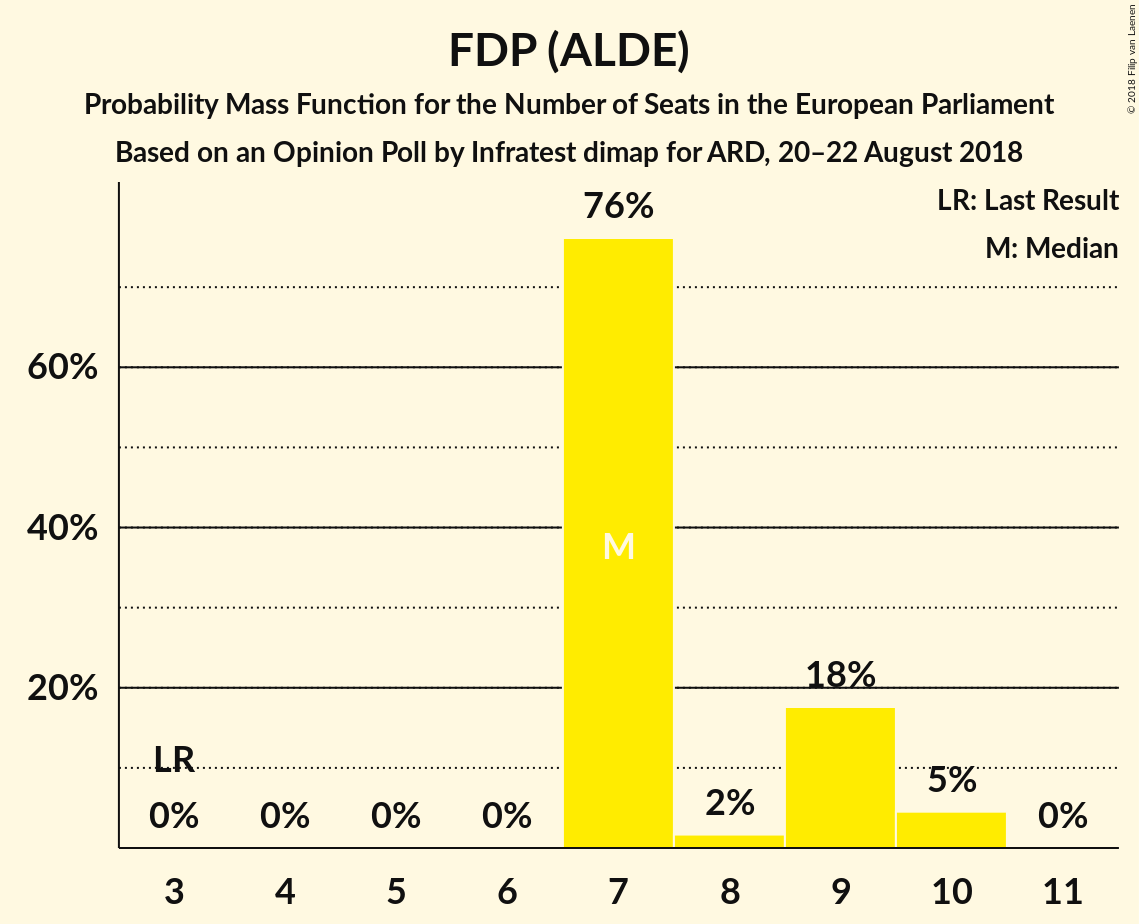 FDP (ALDE)
Probability Mass Function for the Number of Seats in the European Parliament
Based on an Opinion Poll by Infratest dimap for ARD, 20–22 August 2018
© 2018 Filip van Laenen
LR: Last Result
M: Median
76%
60%
M
40%
18%
20%
LR
5%
2%
0% 0% 0% 0% 0%
3 4 5 6 7 8 9 10 11